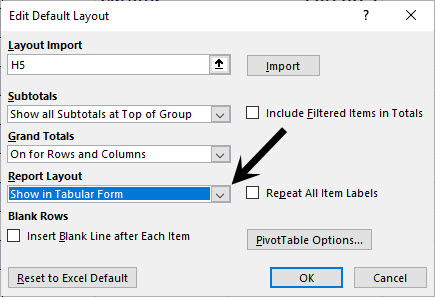 Edit Default Layout
Layout Import
H5
Import
Subtotals
Show all Subtotals at Top of Group
Include Filtered Items in Totals
Grand Totals
On for Rows and Columns
Report Layout
Show in Tabular Form
Repeat All Item Labels
Blank Rows
Insert Blank Line after Each Item
PivotTable Options...
Reset to Excel Default
OK
Cancel